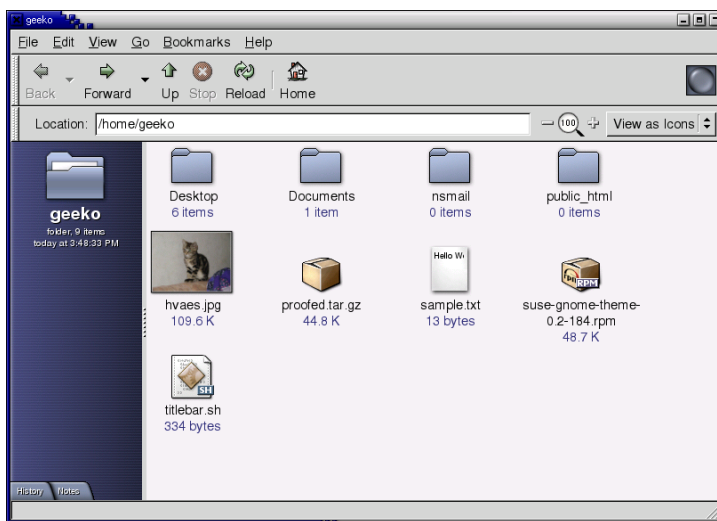 geeko
File Edit View Go Bookmarks Help
Back Forward Up Stop Reload Home
Location: /home/geeko 100 View as Icons
geeko
folder, 9 items
today at 3:48:33 PM
Desktop
6 items
Documents
1 item
nsmail
0 items
public_html
0 items
hvaes.jpg
109.6 K
proofed.tar.gz
44.8 K
Hello W
sample.txt
13 bytes
RPM
suse-gnome-theme-
0.2-184.rpm
48.7 K
SH
titlebar.sh
334 bytes
History Notes